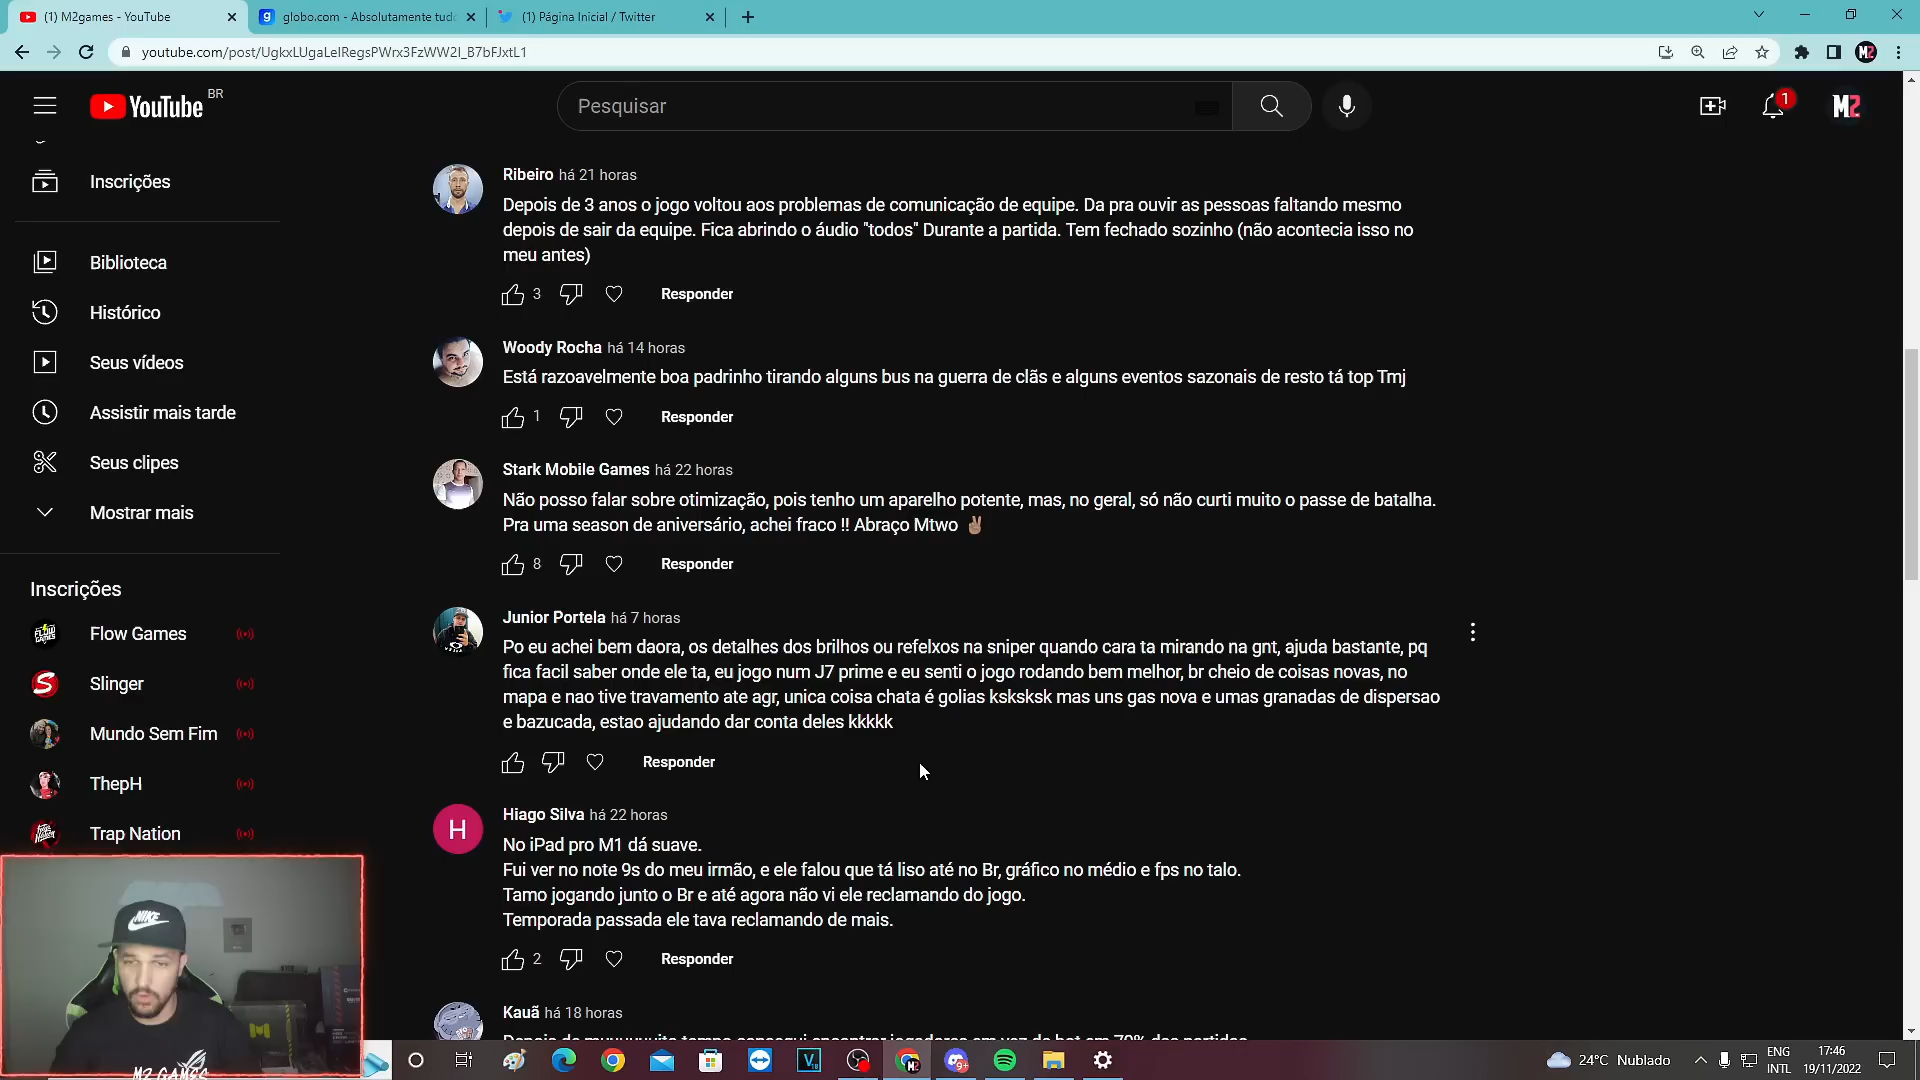 (1) M2games - YouTube
globo.com - Absolutamente tudo
(1) Página Inicial / Twitter
M2
YouTube BR
Pesquisar
1
M2
Inscrições
Biblioteca
Histórico
Seus vídeos
Assistir mais tarde
Seus clipes
Mostrar mais
Inscrições
Flow Games
Slinger
Mundo Sem Fim
ThepH
Trap Nation
Ribeiro há 21 horas
Depois de 3 anos o jogo voltou aos problemas de comunicação de equipe. Da pra ouvir as pessoas faltando mesmo
depois de sair da equipe. Fica abrindo o áudio "todos" Durante a partida. Tem fechado sozinho (não acontecia isso no
meu antes)
3 Responder
Woody Rocha há 14 horas
Está razoavelmente boa padrinho tirando alguns bus na guerra de clãs e alguns eventos sazonais de resto tá top Tmj
1 Responder
Stark Mobile Games há 22 horas
Não posso falar sobre otimização, pois tenho um aparelho potente, mas, no geral, só não curti muito o passe de batalha.
Pra uma season de aniversário, achei fraco !! Abraço Mtwo ✌🏽
8 Responder
Junior Portela há 7 horas
Po eu achei bem daora, os detalhes dos brilhos ou refelxos na sniper quando cara ta mirando na gnt, ajuda bastante, pq
fica facil saber onde ele ta, eu jogo num J7 prime e eu senti o jogo rodando bem melhor, br cheio de coisas novas, no
mapa e nao tive travamento ate agr, unica coisa chata é golias ksksksk mas uns gas nova e umas granadas de dispersao
e bazucada, estao ajudando dar conta deles kkkkk
Responder
H
Hiago Silva há 22 horas
No iPad pro M1 dá suave.
Fui ver no note 9s do meu irmão, e ele falou que tá liso até no Br, gráfico no médio e fps no talo.
Tamo jogando junto o Br e até agora não vi ele reclamando do jogo.
Temporada passada ele tava reclamando de mais.
2 Responder
Kauã há 18 horas
NIKE
M2 GAMES
24°C Nublado
ENG
INTL
17:46
19/11/2022